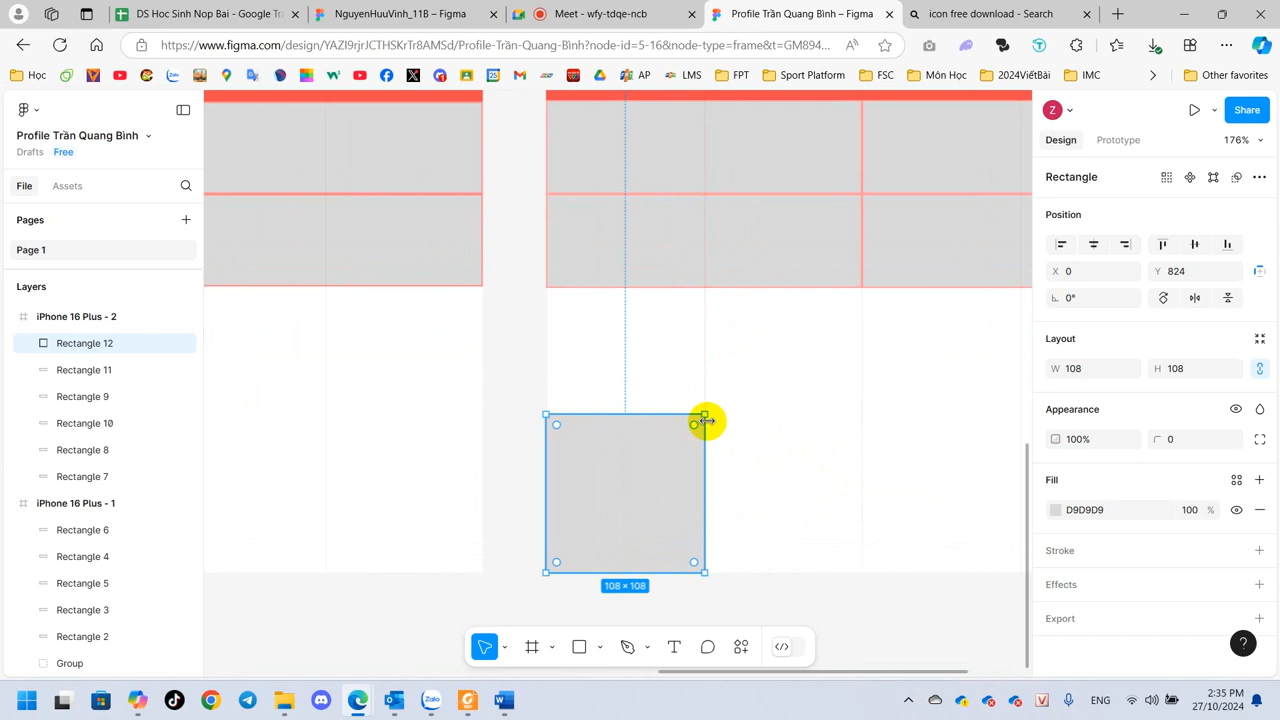 DS Hoc Sinh Nop Bai - Google Tr
NguyenHuuVinh_11B – Figma
Meet - wfy-tdqe-ncb
Profile Trần Quang Bình – Figma
icon free download - Search
https://www.figma.com/design/YAZI9rjrJCTHSKrTr8AMSd/Profile-Trần-Quang-Bình?node-id=5-16&node-type=frame&t=GM894...
Học
AP
LMS
FPT
Sport Platform
FSC
Môn Học
2024VietBai
IMC
Other favorites
Profile Trần Quang Bình
Drafts Free
File Assets
Pages
Page 1
Layers
iPhone 16 Plus - 2
Rectangle 12
Rectangle 11
Rectangle 9
Rectangle 10
Rectangle 8
Rectangle 7
iPhone 16 Plus - 1
Rectangle 6
Rectangle 4
Rectangle 5
Rectangle 3
Rectangle 2
Group
108 × 108
Z
Share
Design Prototype
176%
Rectangle
Position
X 0
Y 824
0°
Layout
W 108
H 108
Appearance
100%
0
Fill
D9D9D9 100 %
Stroke
Effects
Export
?
ENG
2:35 PM
27/10/2024